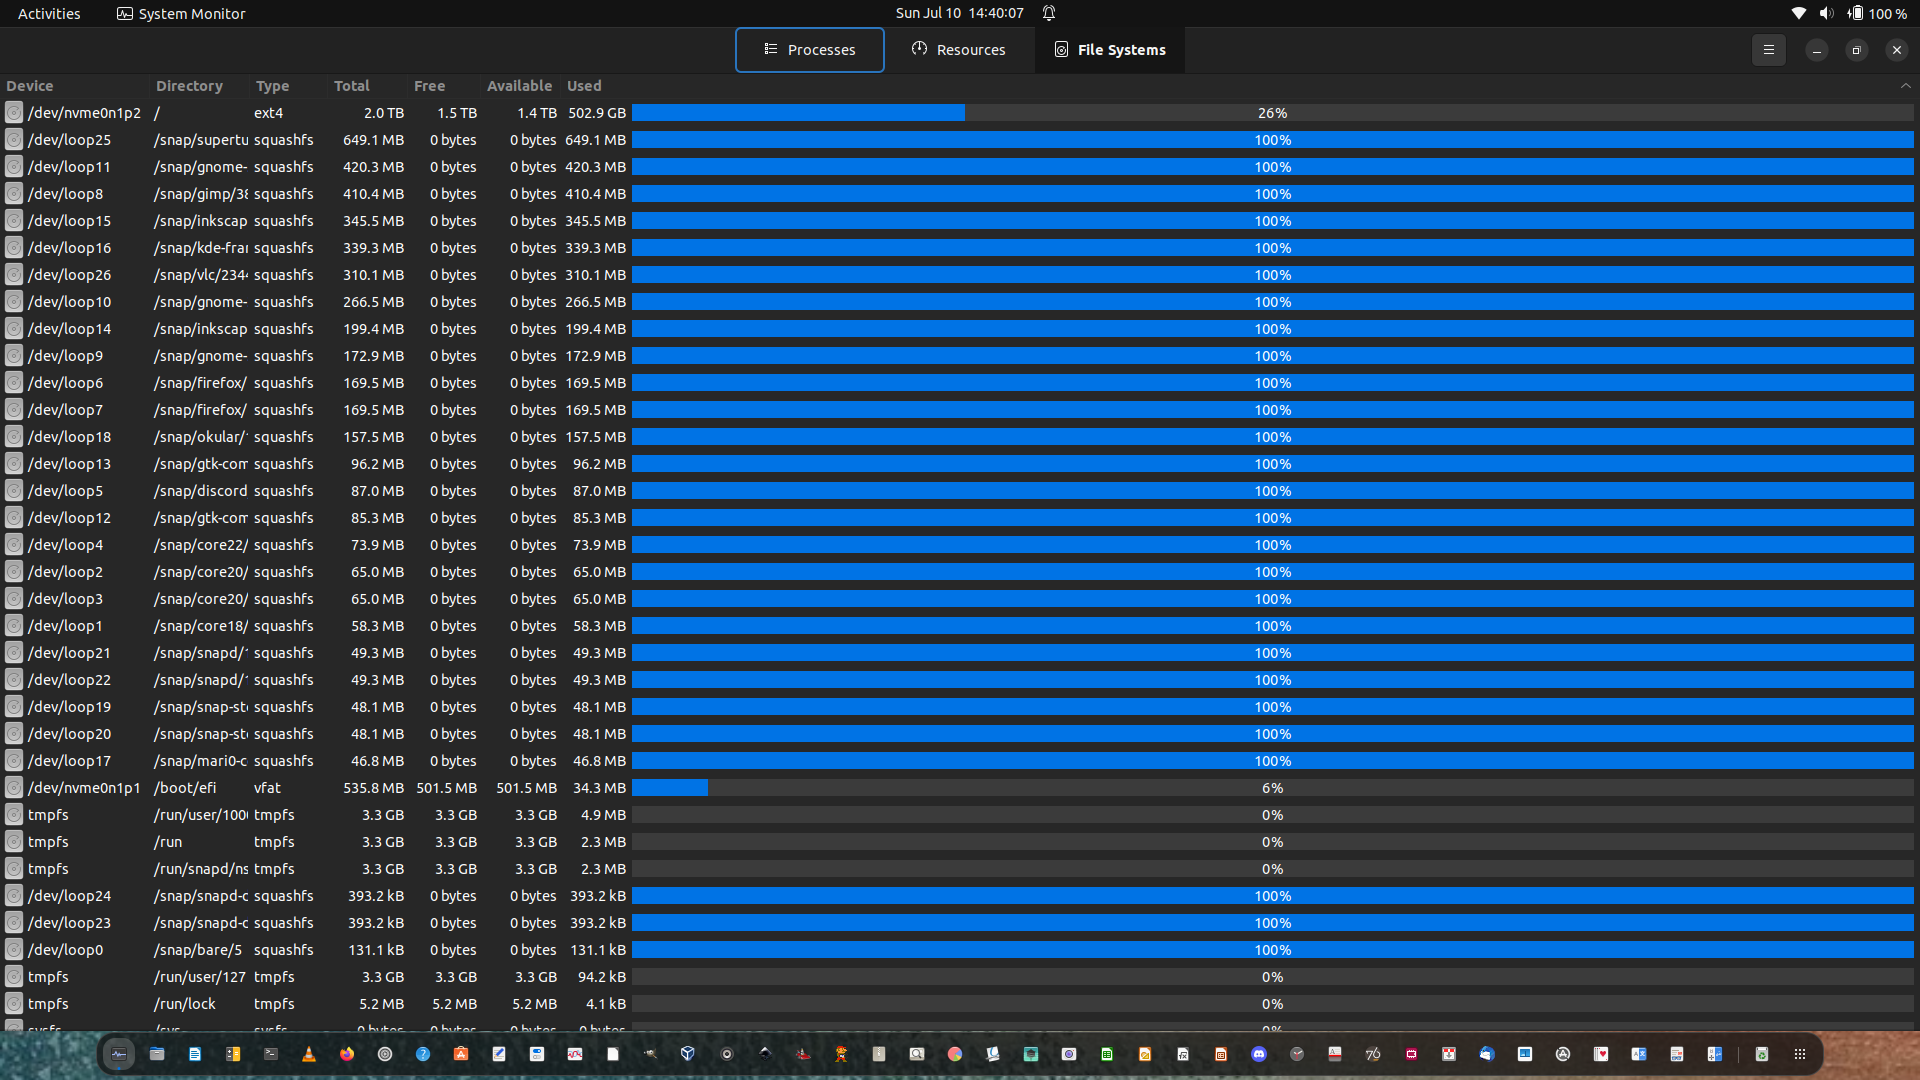 Activities System Monitor Sun Jul 10 14:40:07 100 %
Processes Resources File Systems
Device Directory Type Total Free Available Used
/dev/nvme0n1p2 / ext4 2.0 TB 1.5 TB 1.4 TB 502.9 GB 26%
/dev/loop25 /snap/supertu squashfs 649.1 MB 0 bytes 0 bytes 649.1 MB 100%
/dev/loop11 /snap/gnome- squashfs 420.3 MB 0 bytes 0 bytes 420.3 MB 100%
/dev/loop8 /snap/gimp/38 squashfs 410.4 MB 0 bytes 0 bytes 410.4 MB 100%
/dev/loop15 /snap/inkscap squashfs 345.5 MB 0 bytes 0 bytes 345.5 MB 100%
/dev/loop16 /snap/kde-frar squashfs 339.3 MB 0 bytes 0 bytes 339.3 MB 100%
/dev/loop26 /snap/vlc/2344 squashfs 310.1 MB 0 bytes 0 bytes 310.1 MB 100%
/dev/loop10 /snap/gnome- squashfs 266.5 MB 0 bytes 0 bytes 266.5 MB 100%
/dev/loop14 /snap/inkscap squashfs 199.4 MB 0 bytes 0 bytes 199.4 MB 100%
/dev/loop9 /snap/gnome- squashfs 172.9 MB 0 bytes 0 bytes 172.9 MB 100%
/dev/loop6 /snap/firefox/ squashfs 169.5 MB 0 bytes 0 bytes 169.5 MB 100%
/dev/loop7 /snap/firefox/ squashfs 169.5 MB 0 bytes 0 bytes 169.5 MB 100%
/dev/loop18 /snap/okular/ squashfs 157.5 MB 0 bytes 0 bytes 157.5 MB 100%
/dev/loop13 /snap/gtk-com squashfs 96.2 MB 0 bytes 0 bytes 96.2 MB 100%
/dev/loop5 /snap/discord squashfs 87.0 MB 0 bytes 0 bytes 87.0 MB 100%
/dev/loop12 /snap/gtk-com squashfs 85.3 MB 0 bytes 0 bytes 85.3 MB 100%
/dev/loop4 /snap/core22/ squashfs 73.9 MB 0 bytes 0 bytes 73.9 MB 100%
/dev/loop2 /snap/core20/ squashfs 65.0 MB 0 bytes 0 bytes 65.0 MB 100%
/dev/loop3 /snap/core20/ squashfs 65.0 MB 0 bytes 0 bytes 65.0 MB 100%
/dev/loop1 /snap/core18/ squashfs 58.3 MB 0 bytes 0 bytes 58.3 MB 100%
/dev/loop21 /snap/snapd/ squashfs 49.3 MB 0 bytes 0 bytes 49.3 MB 100%
/dev/loop22 /snap/snapd/ squashfs 49.3 MB 0 bytes 0 bytes 49.3 MB 100%
/dev/loop19 /snap/snap-st squashfs 48.1 MB 0 bytes 0 bytes 48.1 MB 100%
/dev/loop20 /snap/snap-st squashfs 48.1 MB 0 bytes 0 bytes 48.1 MB 100%
/dev/loop17 /snap/mari0-c squashfs 46.8 MB 0 bytes 0 bytes 46.8 MB 100%
/dev/nvme0n1p1 /boot/efi vfat 535.8 MB 501.5 MB 501.5 MB 34.3 MB 6%
tmpfs /run/user/100 tmpfs 3.3 GB 3.3 GB 3.3 GB 4.9 MB 0%
tmpfs /run tmpfs 3.3 GB 3.3 GB 3.3 GB 2.3 MB 0%
tmpfs /run/snapd/ns tmpfs 3.3 GB 3.3 GB 3.3 GB 2.3 MB 0%
/dev/loop24 /snap/snapd-c squashfs 393.2 kB 0 bytes 0 bytes 393.2 kB 100%
/dev/loop23 /snap/snapd-c squashfs 393.2 kB 0 bytes 0 bytes 393.2 kB 100%
/dev/loop0 /snap/bare/5 squashfs 131.1 kB 0 bytes 0 bytes 131.1 kB 100%
tmpfs /run/user/127 tmpfs 3.3 GB 3.3 GB 3.3 GB 94.2 kB 0%
tmpfs /run/lock tmpfs 5.2 MB 5.2 MB 5.2 MB 4.1 kB 0%
sysfs /sys sysfs 0 bytes 0 bytes 0 bytes 0 bytes 0%